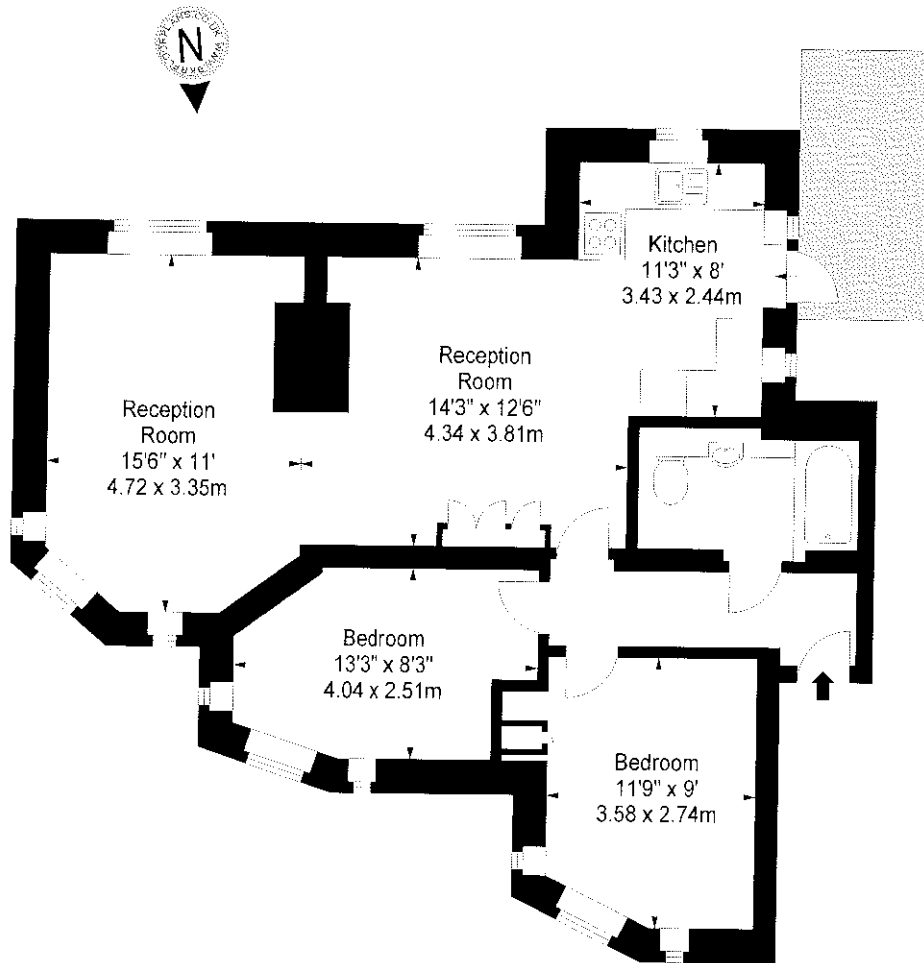 N
Kitchen
11'3" x 8'
3.43 x 2.44m
Reception
Room
14'3" x 12'6"
4.34 x 3.81m
Reception
Room
15'6" x 11'
4.72 x 3.35m
Bedroom
13'3" x 8'3"
4.04 x 2.51m
Bedroom
11'9" x 9'
3.58 x 2.74m